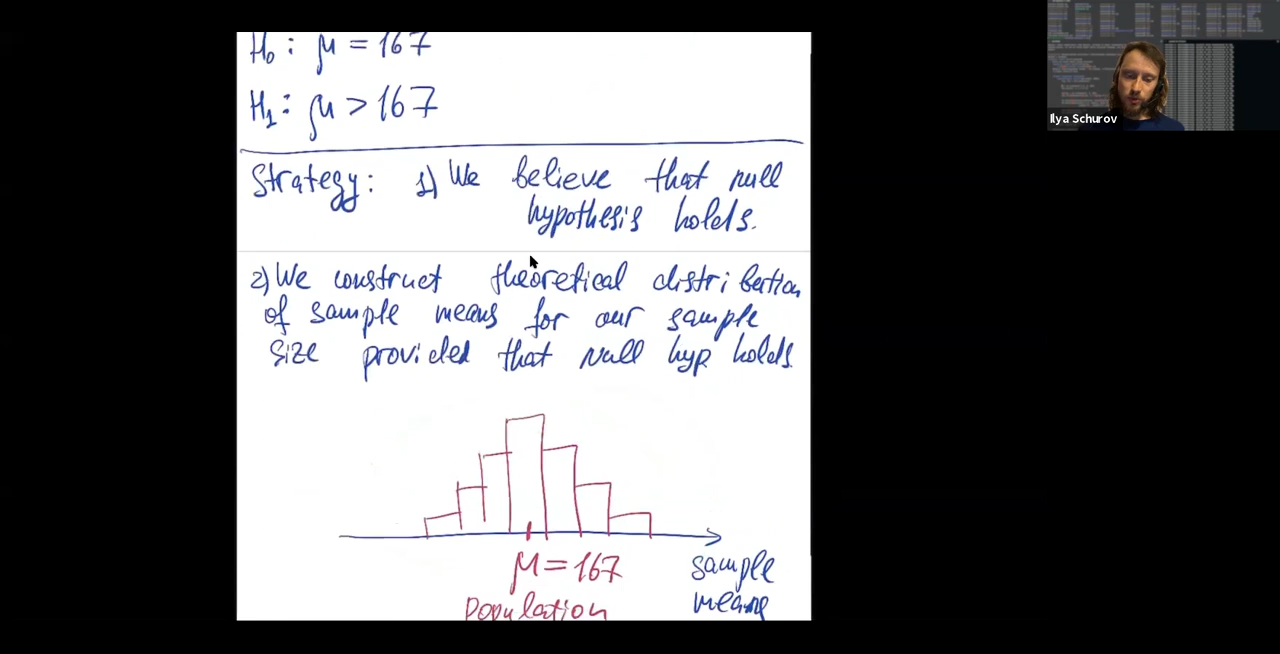 H₀: μ = 167
H₁: μ > 167
Strategy: 1) We believe that null
hypothesis holds.
2) We construct theoretical distribution
of sample means for our sample
size provided that null hyp holds.
μ = 167
population
sample
means
Ilya Schurov